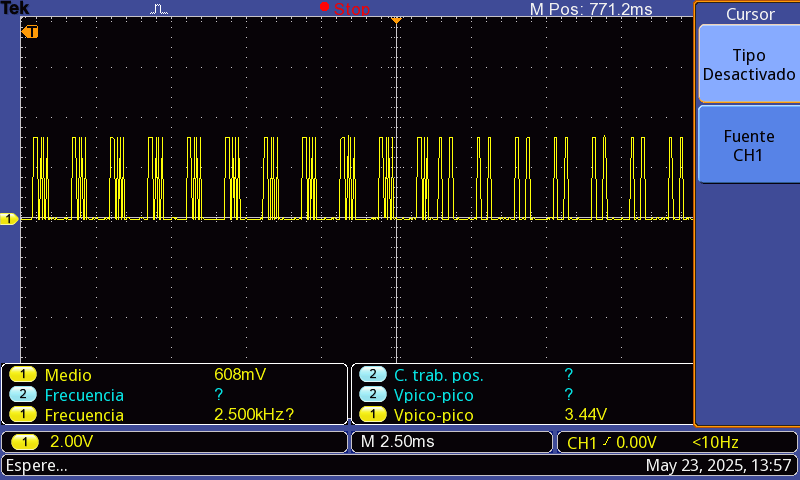 Tek
Stop
M Pos: 771.2ms
Cursor
T
Tipo
Desactivado
Fuente
CH1
1
1 Medio 608mV
2 Frecuencia ?
1 Frecuencia 2.500kHz?
2 C. trab. pos. ?
2 Vpico-pico ?
1 Vpico-pico 3.44V
1 2.00V
M 2.50ms
CH1 0.00V <10Hz
Espere...
May 23, 2025, 13:57